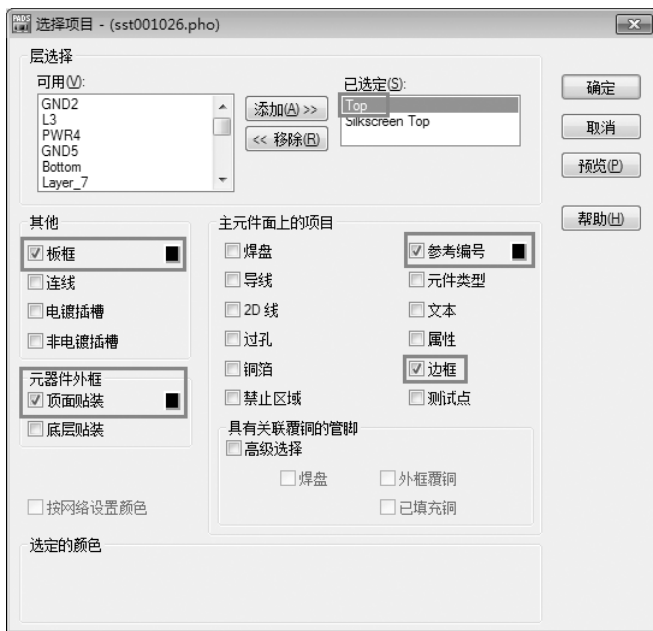 选择项目 - (sst001026.pho)
层选择
可用(V):
GND2
L3
PWR4
GND5
Bottom
Layer_7
添加(A) >>
<< 移除(R)
已选定(S):
Top
Silkscreen Top
确定
取消
预览(P)
帮助(H)
其他
板框
连线
电镀插槽
非电镀插槽
元器件外框
顶面贴装
底层贴装
按网络设置颜色
主元件面上的项目
焊盘
参考编号
导线
元件类型
2D 线
文本
过孔
属性
铜箔
边框
禁止区域
测试点
具有关联覆铜的管脚
高级选择
焊盘
外框覆铜
已填充铜
选定的颜色